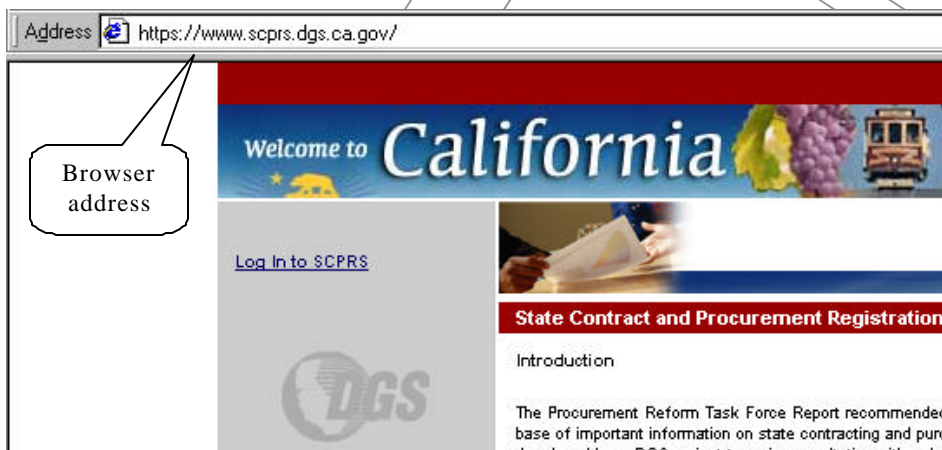 Address https://www.scprs.dgs.ca.gov/
Browser
address
Welcome to California
Log In to SCPRS
DGS
State Contract and Procurement Registration
Introduction
The Procurement Reform Task Force Report recommended
base of important information on state contracting and